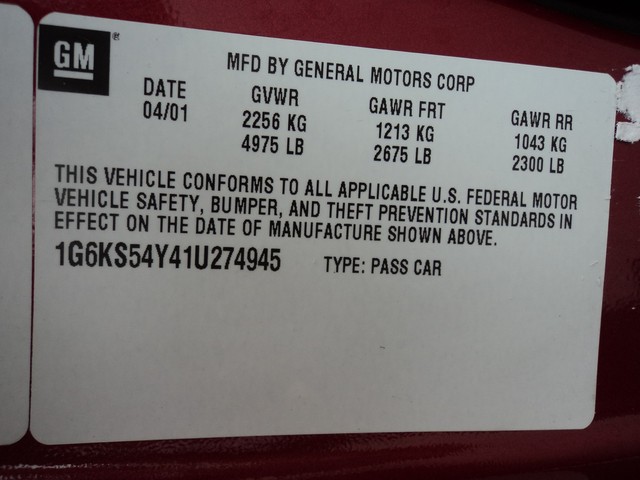 GM®
MFD BY GENERAL MOTORS CORP
DATE GVWR GAWR FRT GAWR RR
04/01 2256 KG 1213 KG 1043 KG
4975 LB 2675 LB 2300 LB
THIS VEHICLE CONFORMS TO ALL APPLICABLE U.S. FEDERAL MOTOR
VEHICLE SAFETY, BUMPER, AND THEFT PREVENTION STANDARDS IN
EFFECT ON THE DATE OF MANUFACTURE SHOWN ABOVE.
1G6KS54Y41U274945 TYPE: PASS CAR